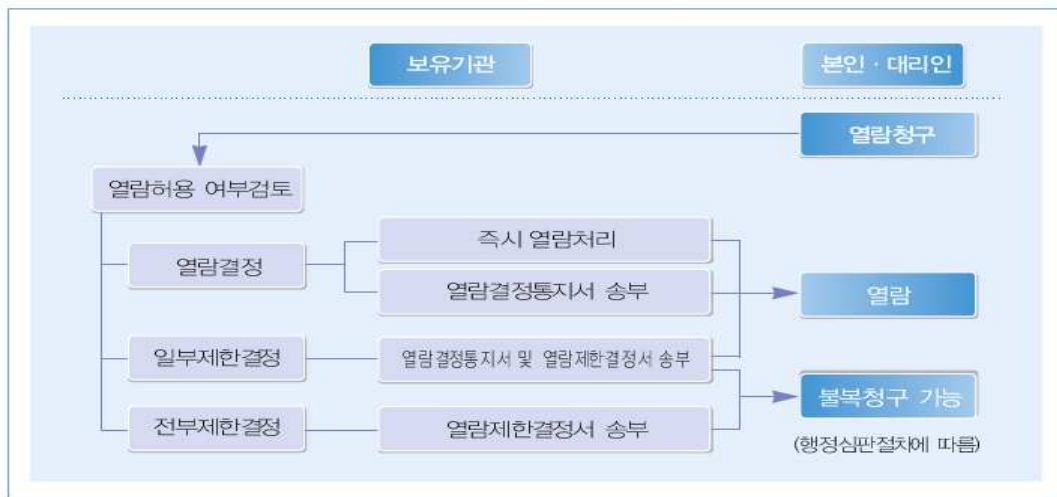 보유기관
본인 · 대리인
열람청구
열람허용 여부검토
열람결정
즉시 열람처리
열람결정통지서 송부
열람
일부제한결정
열람결정통지서 및 열람제한결정서 송부
불복청구 가능
전부제한결정
열람제한결정서 송부
(행정심판절차에 따름)